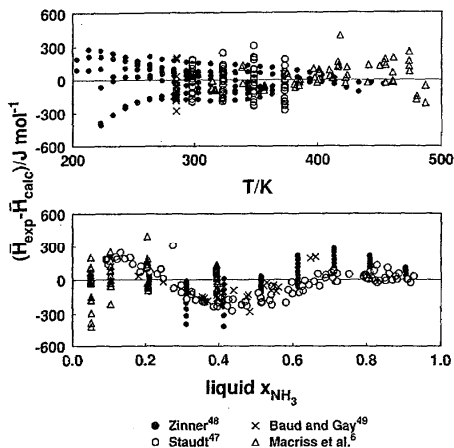 600
300
0
-300
-600
200
300
400
500
T/K
(H̄exp-H̄calc)/J mol⁻¹
600
300
0
-300
-600
0.0
0.2
0.4
0.6
0.8
1.0
liquid xNH₃
● Zinner⁴⁸
× Baud and Gay⁴⁹
○ Staudt⁴⁷
△ Macriss et al.⁶